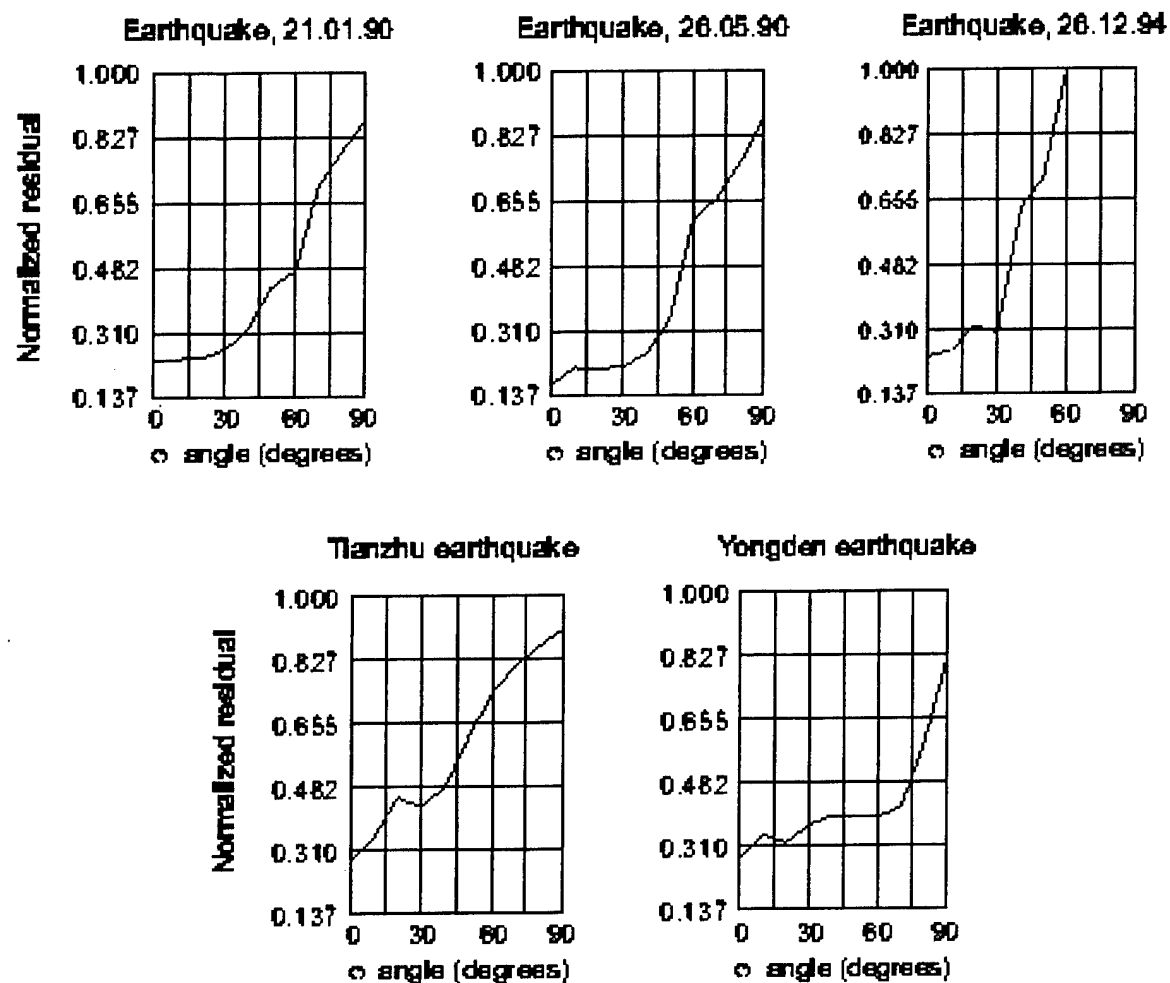 Earthquake, 21.01.90
Earthquake, 26.05.90
Earthquake, 26.12.94
Normalized residual
1.000
0.827
0.655
0.482
0.310
0.137
0 30 60 90
angle (degrees)
1.000
0.827
0.655
0.482
0.310
0.137
0 30 60 90
angle (degrees)
1.000
0.827
0.655
0.482
0.310
0.137
0 30 60 90
angle (degrees)
Tianzhu earthquake
Yongden earthquake
Normalized residual
1.000
0.827
0.655
0.482
0.310
0.137
0 30 60 90
angle (degrees)
1.000
0.827
0.655
0.482
0.310
0.137
0 30 60 90
angle (degrees)